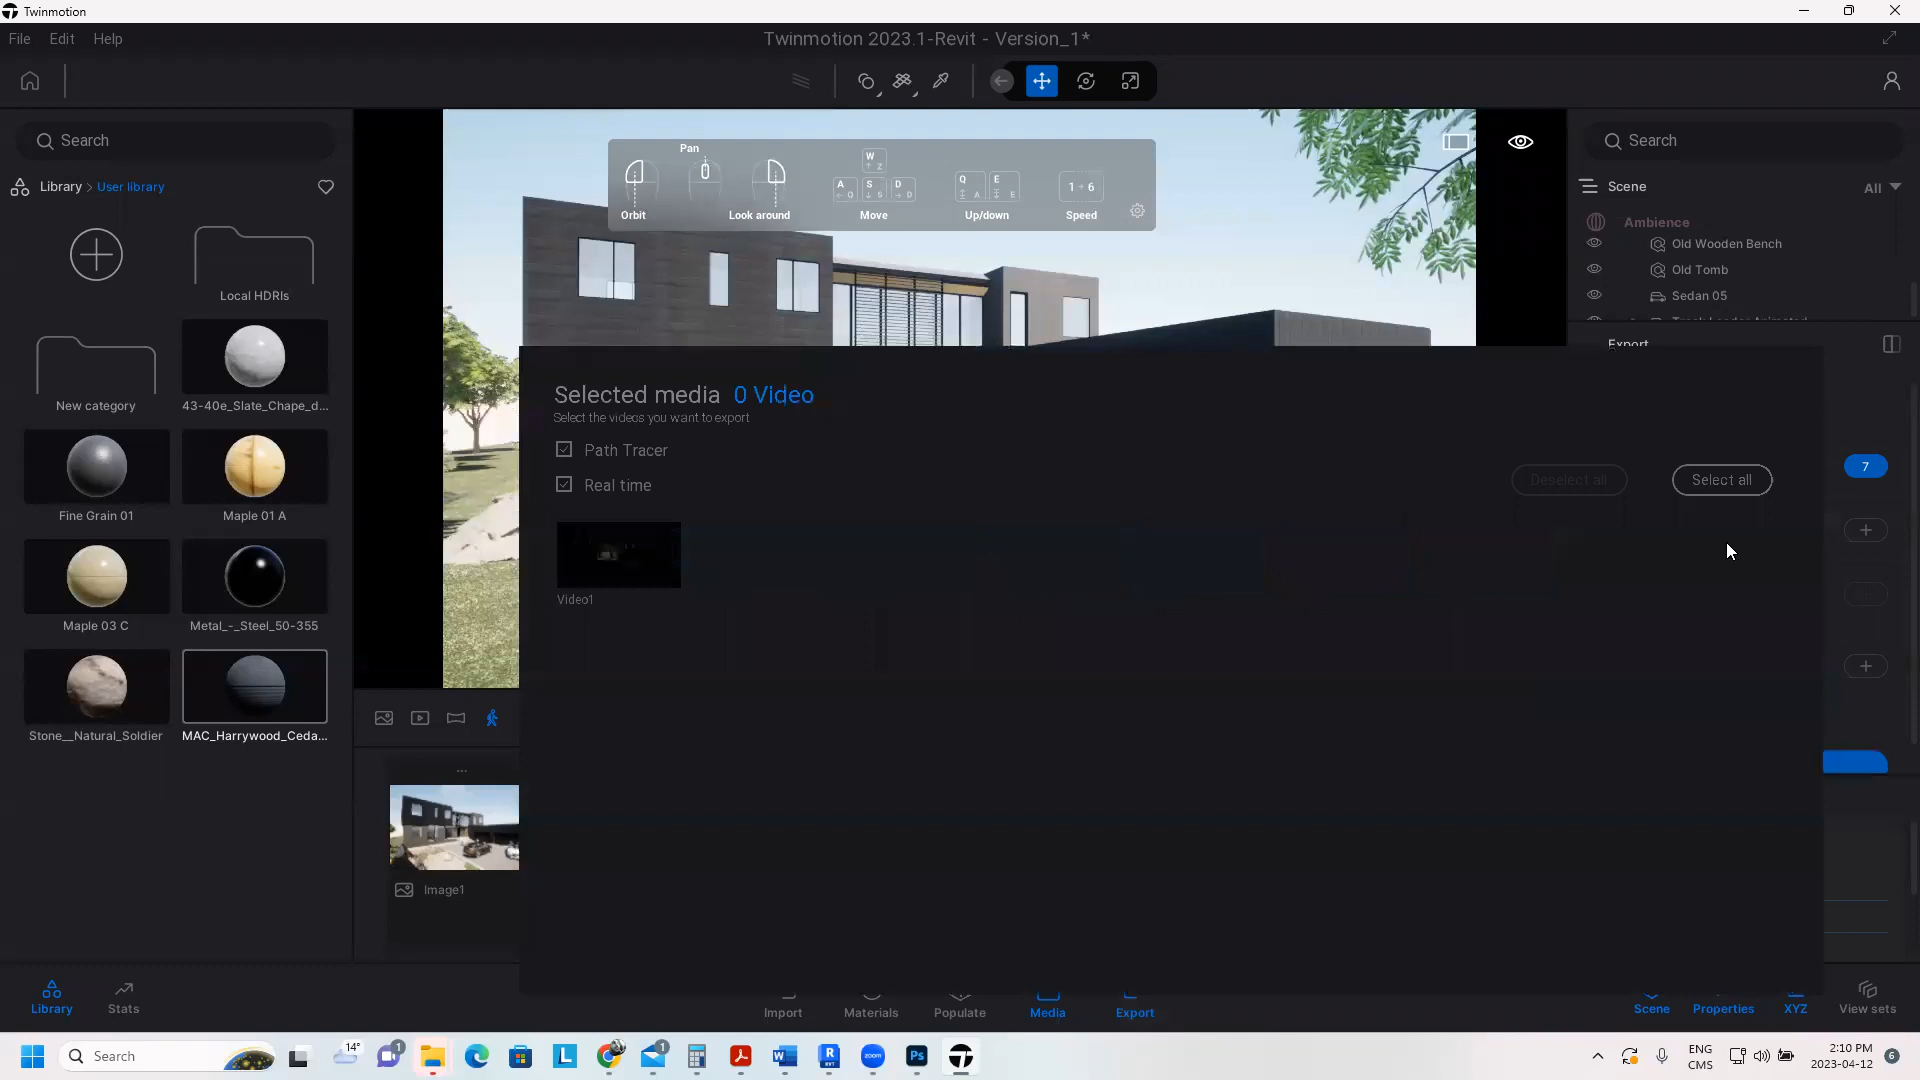 Twinmotion
File Edit Help
Twinmotion 2023.1-Revit - Version_1*
Search
Library > User library
Local HDRIs
New category
43-40e_Slate_Chape_d...
Fine Grain 01
Maple 01 A
Maple 03 C
Metal_-_Steel_50-355
Stone__Natural_Soldier
MAC_Harrywood_Ceda...
Pan
Orbit
Look around
W
Z
A
Q
S
S
D
D
Move
Q
A
E
E
Up/down
1 - 6
Speed
Search
Scene
All
Ambience
Old Wooden Bench
Old Tomb
Sedan 05
Export
7
Selected media 0 Video
Select the videos you want to export
Path Tracer
Real time
Deselect all
Select all
Video1
...
Image1
Library
Stats
Import
Materials
Populate
Media
Export
Scene
Properties
XYZ
View sets
Search
14°
1
1
ENG
CMS
2:10 PM
2023-04-12
6